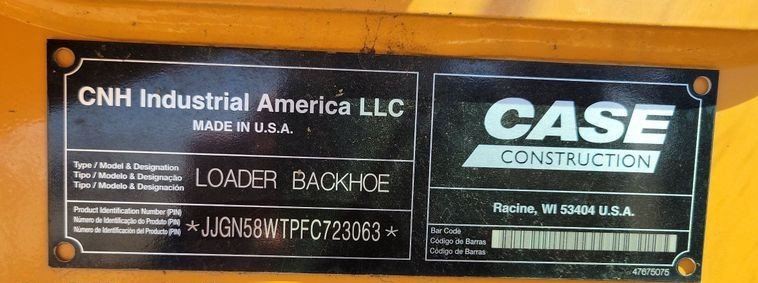 CNH Industrial America LLC
MADE IN U.S.A.
Type / Model & Designation
Tipo / Modelo & Designação
Tipo / Modelo & Designación
LOADER BACKHOE
Product Identification Number (PIN)
Número de Identificação do Produto (PIN)
Número de Identificación del Producto (PIN)
*JJGN58WTPFC723063*
CASE
CONSTRUCTION
Racine, WI 53404 U.S.A.
Bar Code
Código de Barras
Código de Barras
47675075